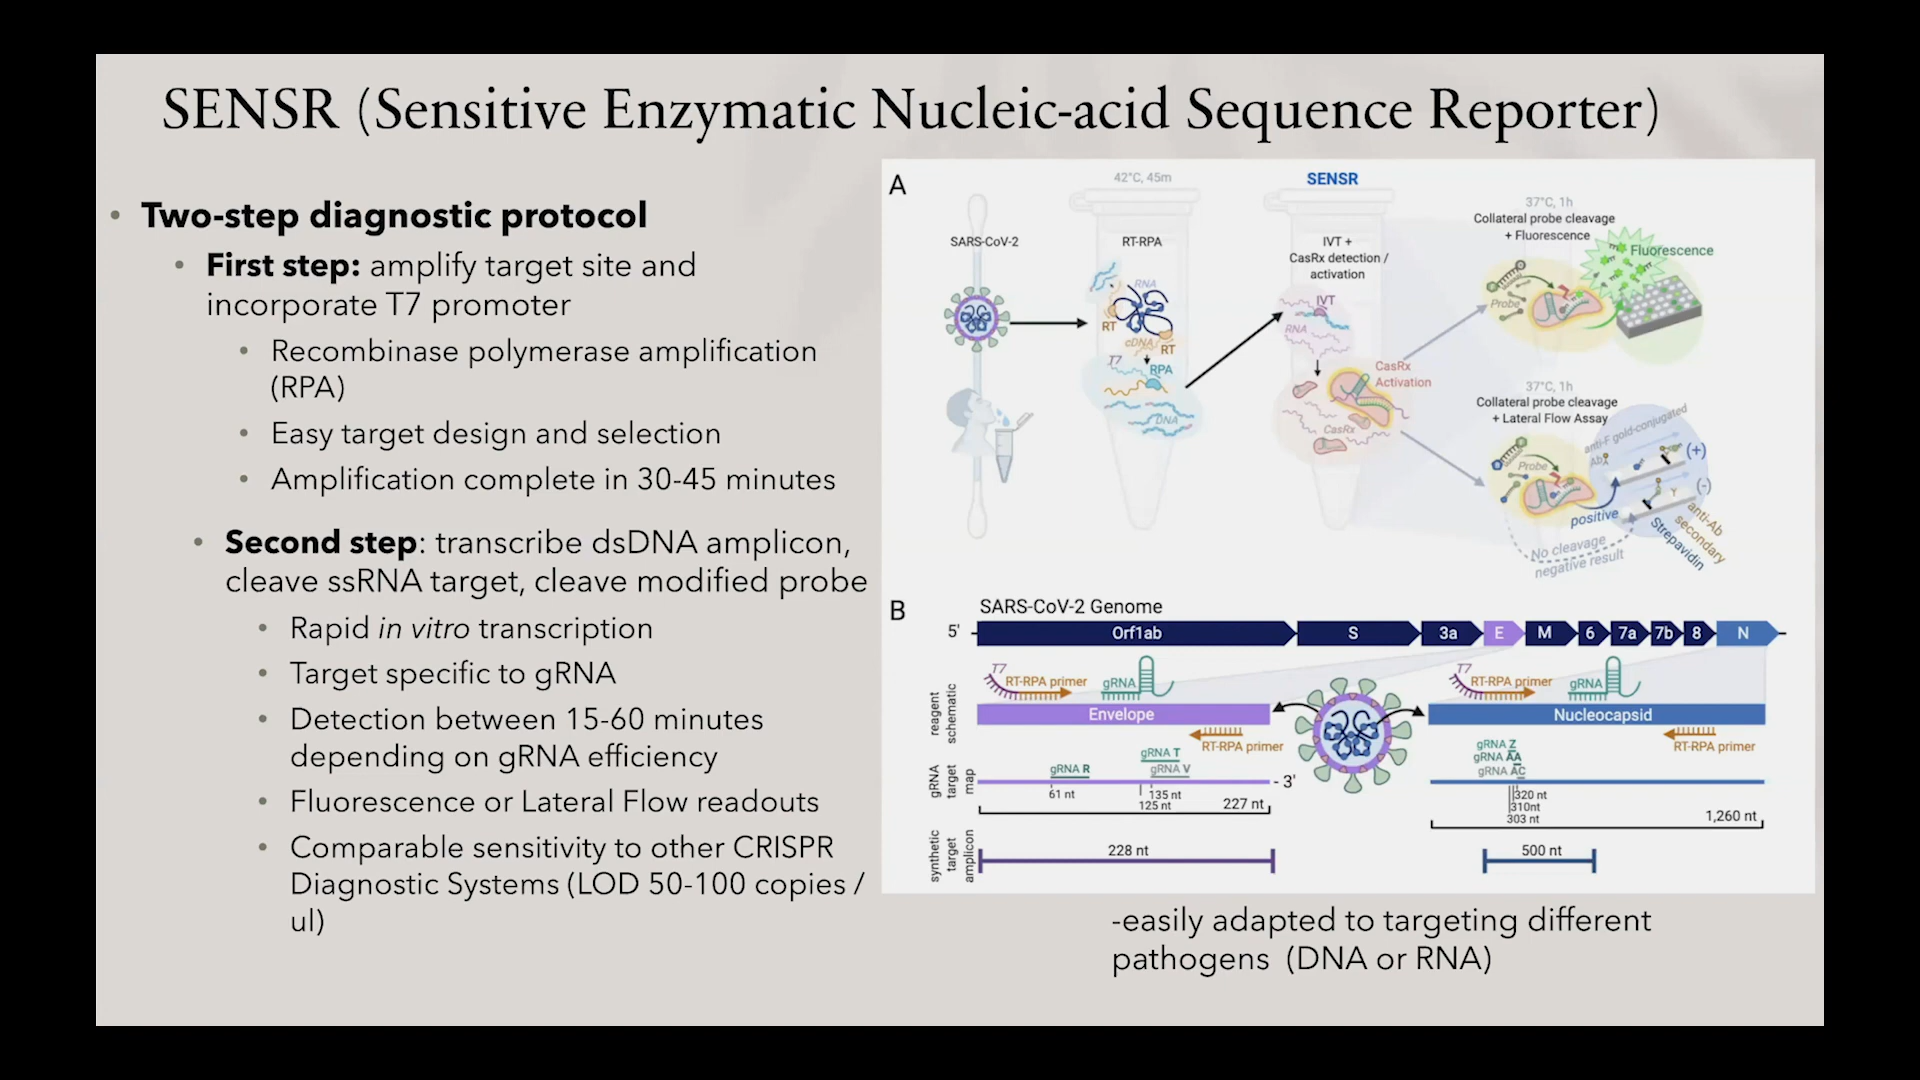 SENSR (Sensitive Enzymatic Nucleic-acid Sequence Reporter)
• Two-step diagnostic protocol
• First step: amplify target site and
incorporate T7 promoter
• Recombinase polymerase amplification
(RPA)
• Easy target design and selection
• Amplification complete in 30-45 minutes
• Second step: transcribe dsDNA amplicon,
cleave ssRNA target, cleave modified probe
• Rapid in vitro transcription
• Target specific to gRNA
• Detection between 15-60 minutes
depending on gRNA efficiency
• Fluorescence or Lateral Flow readouts
• Comparable sensitivity to other CRISPR
Diagnostic Systems (LOD 50-100 copies /
ul)
A
SARS-CoV-2
42°C, 45m
RT-RPA
RNA
RT
cDNA
RT
T7
RPA
DNA
SENSR
IVT +
CasRx detection /
activation
IVT
RNA
CasRx
Activation
CasRx
37°C, 1h
Collateral probe cleavage
+ Fluorescence
Fluorescence
Probe
37°C, 1h
Collateral probe cleavage
+ Lateral Flow Assay
anti-F gold-conjugated
Ab
Probe
(+)
(-)
positive
anti-Ab
secondary
Strepavidin
No cleavage
negative result
B
SARS-CoV-2 Genome
5' Orf1ab S 3a E M 6 7a 7b 8 N
reagent
schematic
T7
RT-RPA primer
gRNA
Envelope
RT-RPA primer
T7
RT-RPA primer
gRNA
Nucleocapsid
RT-RPA primer
gRNA
target
map
gRNA R
gRNA T
gRNA V
- 3'
61 nt
135 nt
125 nt
227 nt
gRNA Z
gRNA AA
gRNA AC
320 nt
310nt
303 nt
1,260 nt
synthetic
target
amplicon
228 nt
500 nt
-easily adapted to targeting different
pathogens (DNA or RNA)